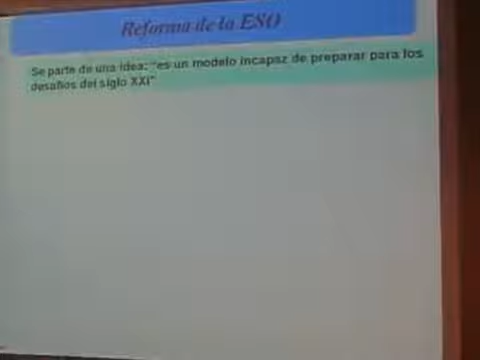 Reforma de la ESO
Se parte de una idea: "es un modelo incapaz de preparar para los
desafíos del siglo XXI"